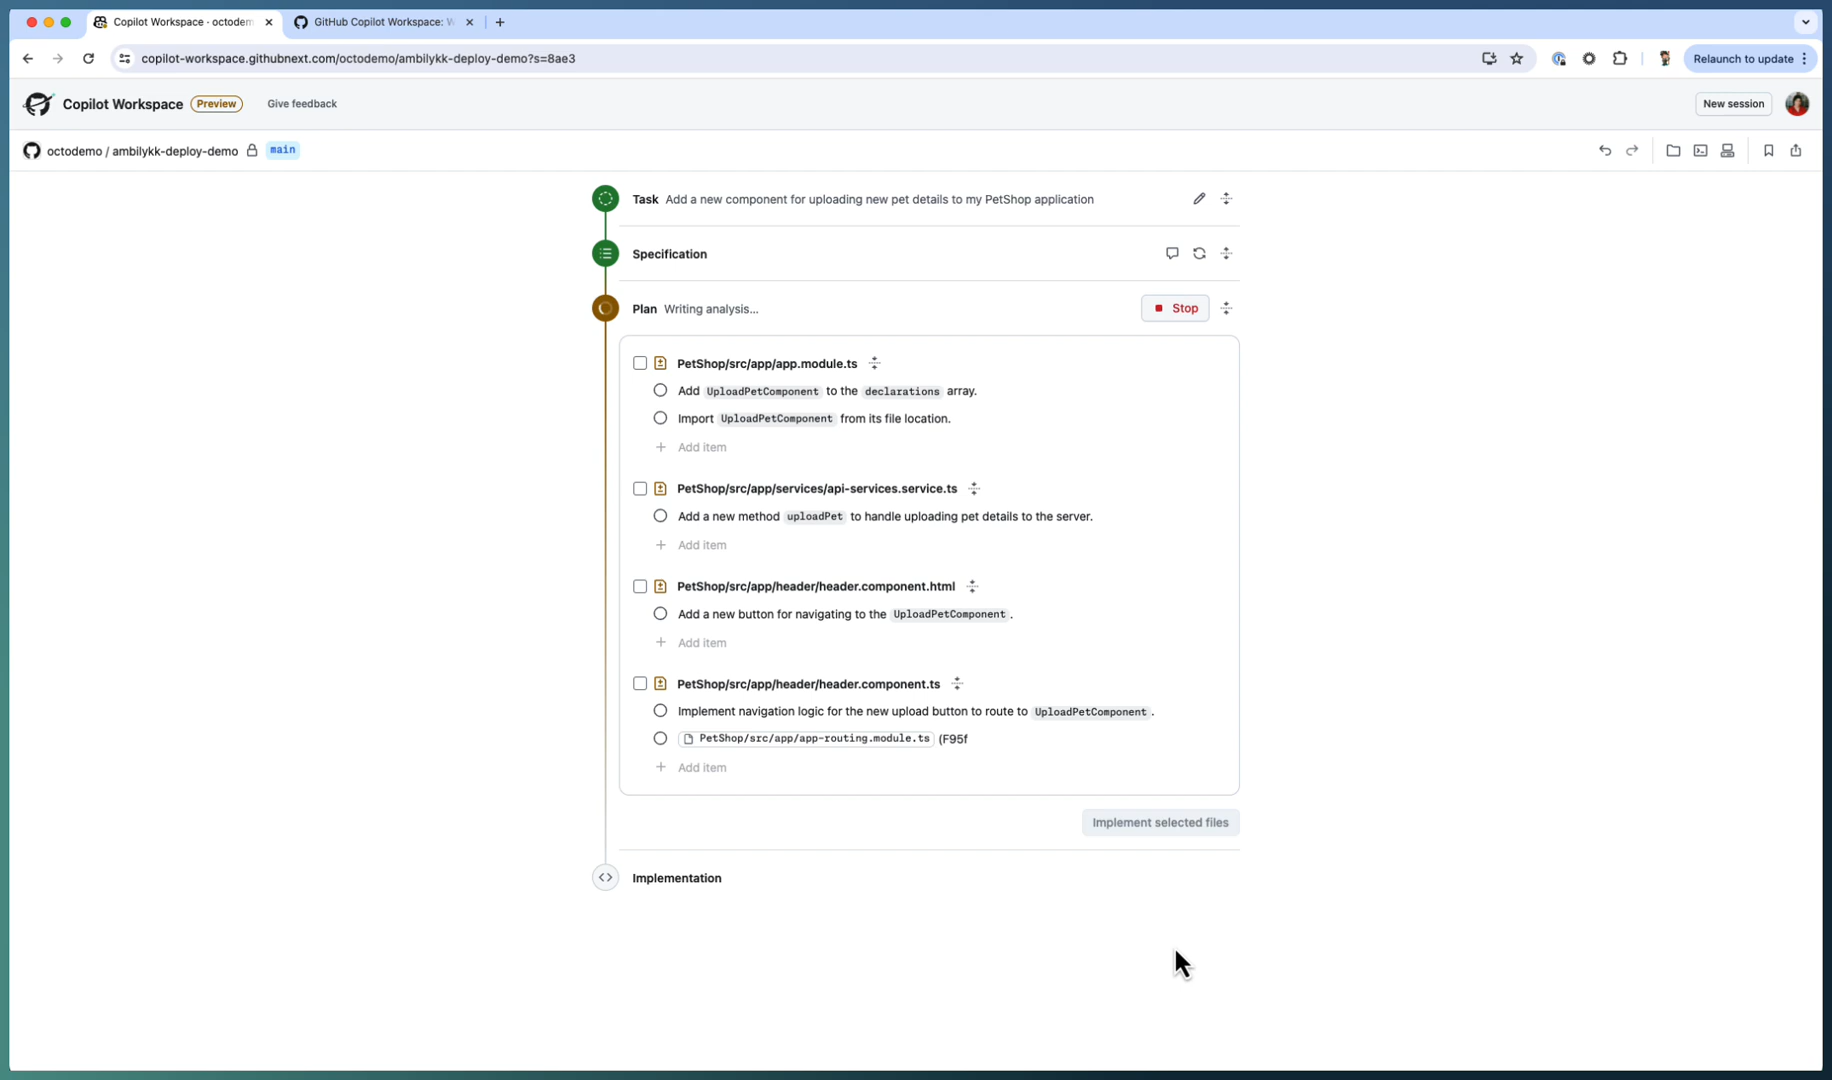 Copilot Workspace · octodem
GitHub Copilot Workspace: W
copilot-workspace.githubnext.com/octodemo/ambilykk-deploy-demo?s=8ae3
Relaunch to update
Copilot Workspace Preview Give feedback
New session
octodemo / ambilykk-deploy-demo main
Task Add a new component for uploading new pet details to my PetShop application
Specification
Plan Writing analysis...
Stop
PetShop/src/app/app.module.ts
Add UploadPetComponent to the declarations array.
Import UploadPetComponent from its file location.
Add item
PetShop/src/app/services/api-services.service.ts
Add a new method uploadPet to handle uploading pet details to the server.
Add item
PetShop/src/app/header/header.component.html
Add a new button for navigating to the UploadPetComponent.
Add item
PetShop/src/app/header/header.component.ts
Implement navigation logic for the new upload button to route to UploadPetComponent.
PetShop/src/app/app-routing.module.ts (F95f
Add item
Implement selected files
Implementation